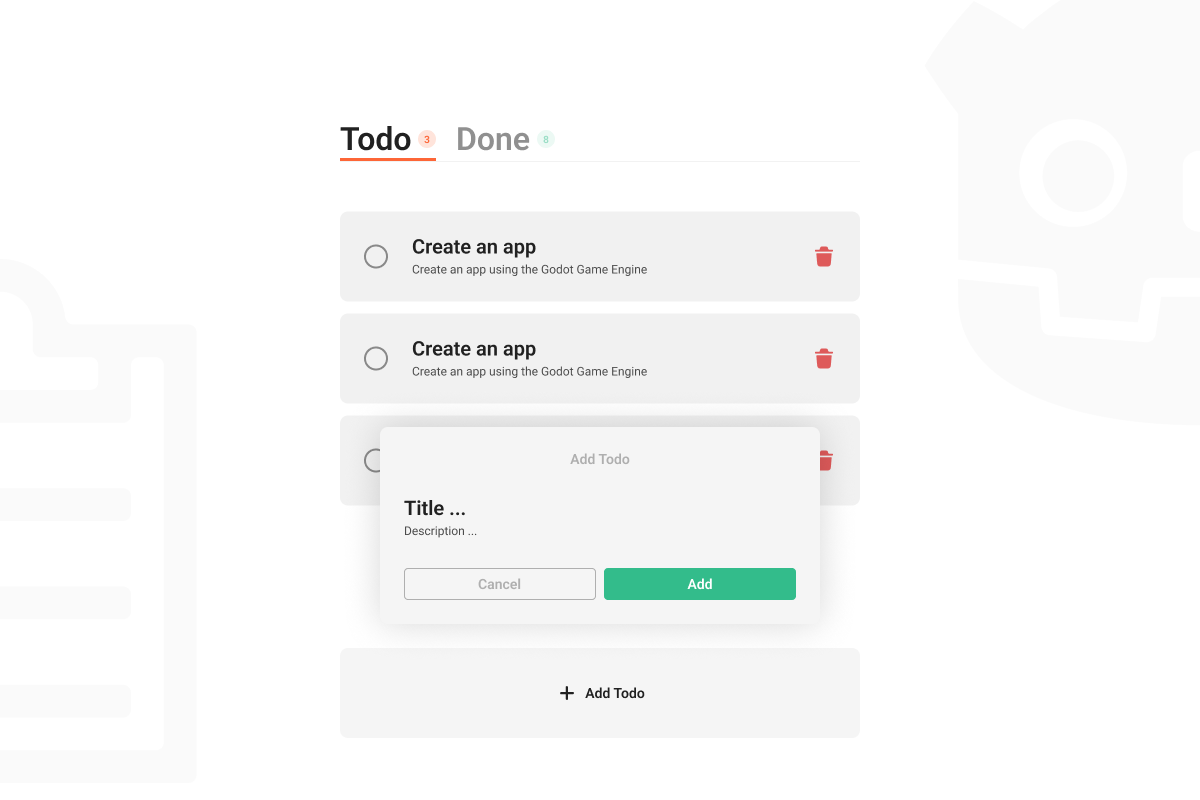 Todo 3 Done 8
Create an app
Create an app using the Godot Game Engine
Create an app
Create an app using the Godot Game Engine
Add Todo
Title ...
Description ...
Cancel Add
+ Add Todo